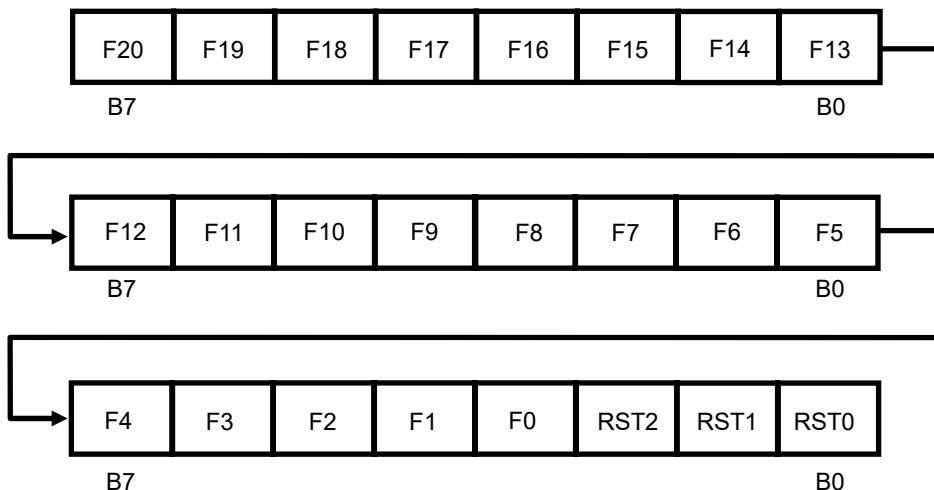 F20 F19 F18 F17 F16 F15 F14 F13
B7 B0
F12 F11 F10 F9 F8 F7 F6 F5
B7 B0
F4 F3 F2 F1 F0 RST2 RST1 RST0
B7 B0